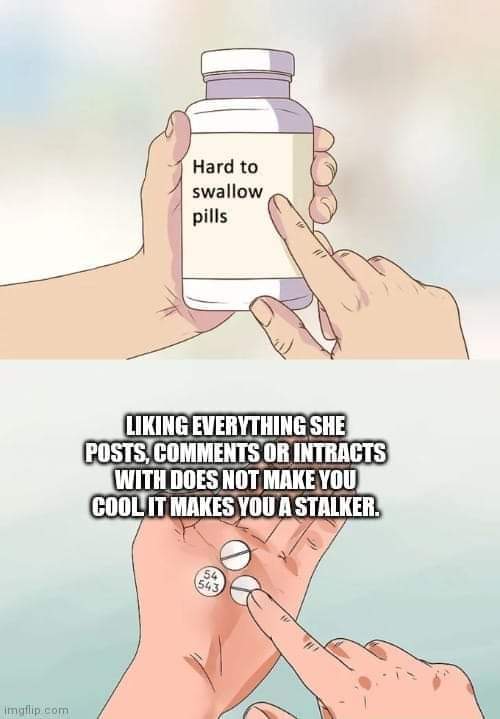 Hard to
swallow
pills
LIKING EVERYTHING SHE
POSTS, COMMENTS OR INTRACTS
WITH DOES NOT MAKE YOU
COOL. IT MAKES YOU A STALKER.
54
543
imgflip.com